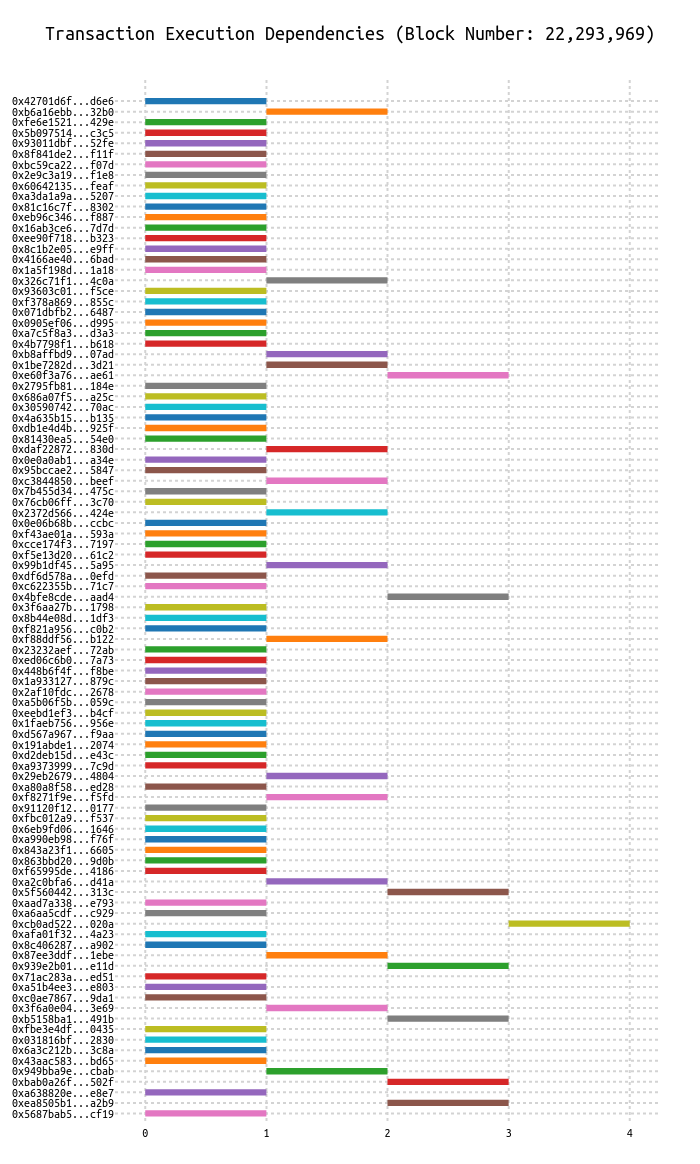 Transaction Execution Dependencies (Block Number: 22,293,969)
0x42701d6f...d6e6
0xb6a16ebb...32b0
0xfe6e1521...429e
0x5b097514...c3c5
0x93011dbf...52fe
0x8f841de2...f11f
0xbc59ca22...f07d
0x2e9c3a19...f1e8
0x60642135...feaf
0xa3da1a9a...5207
0x81c16c7f...8302
0xeb96c346...f887
0x16ab3ce6...7d7d
0xee90f718...b323
0x8c1b2e05...e9ff
0x4166ae40...6bad
0x1a5f198d...1a18
0x326c71f1...4c0a
0x93603c01...f5ce
0xf378a869...855c
0x071dbfb2...6487
0x0905ef06...d995
0xa7c5f8a3...d3a3
0x4b7798f1...b618
0xb8affbd9...07ad
0x1be7282d...3d21
0xe60f3a76...ae61
0x2795fb81...184e
0x686a07f5...a25c
0x30590742...70ac
0x4a635b15...b135
0xdb1e4d4b...925f
0x81430ea5...54e0
0xdaf22872...830d
0x0e0a0ab1...a34e
0x95bccae2...5847
0xc3844850...beef
0x7b455d34...475c
0x76cb06ff...3c70
0x2372d566...424e
0x0e06b68b...ccbc
0xf43ae01a...593a
0xcce174f3...7197
0xf5e13d20...61c2
0x99b1df45...5a95
0xdf6d578a...0efd
0xc622355b...71c7
0x4bfe8cde...aad4
0x3f6aa27b...1798
0x8b44e08d...1df3
0xf821a956...c0b2
0xf88ddf56...b122
0x23232aef...72ab
0xed06c6b0...7a73
0x448b6f4f...f8be
0x1a933127...879c
0x2af10fdc...2678
0xa5b06f5b...059c
0xeebd1ef3...b4cf
0x1faeb756...956e
0xd567a967...f9aa
0x191abde1...2074
0xd2deb15d...e43c
0xa9373999...7c9d
0x29eb2679...4804
0xa80a8f58...ed28
0xf8271f9e...f5fd
0x91120f12...0177
0xfbc012a9...f537
0x6eb9fd06...1646
0xa990eb98...f76f
0x843a23f1...6605
0x863bbd20...9d0b
0xf65995de...4186
0xa2c0bfa6...d41a
0x5f560442...313c
0xaad7a338...e793
0xa6aa5cdf...c929
0xcb0ad522...020a
0xafa01f32...4a23
0x8c406287...a902
0x87ee3ddf...1ebe
0x939e2b01...e11d
0x71ac283a...ed51
0xa51b4ee3...e803
0xc0ae7867...9da1
0x3f6a0e04...3e69
0xb5158ba1...491b
0xfbe3e4df...0435
0x031816bf...2830
0x6a3c212b...3c8a
0x43aac583...bd65
0x949bba9e...cbab
0xbab0a26f...502f
0xa638820e...e8e7
0xea8505b1...a2b9
0x5687bab5...cf19
0 1 2 3 4